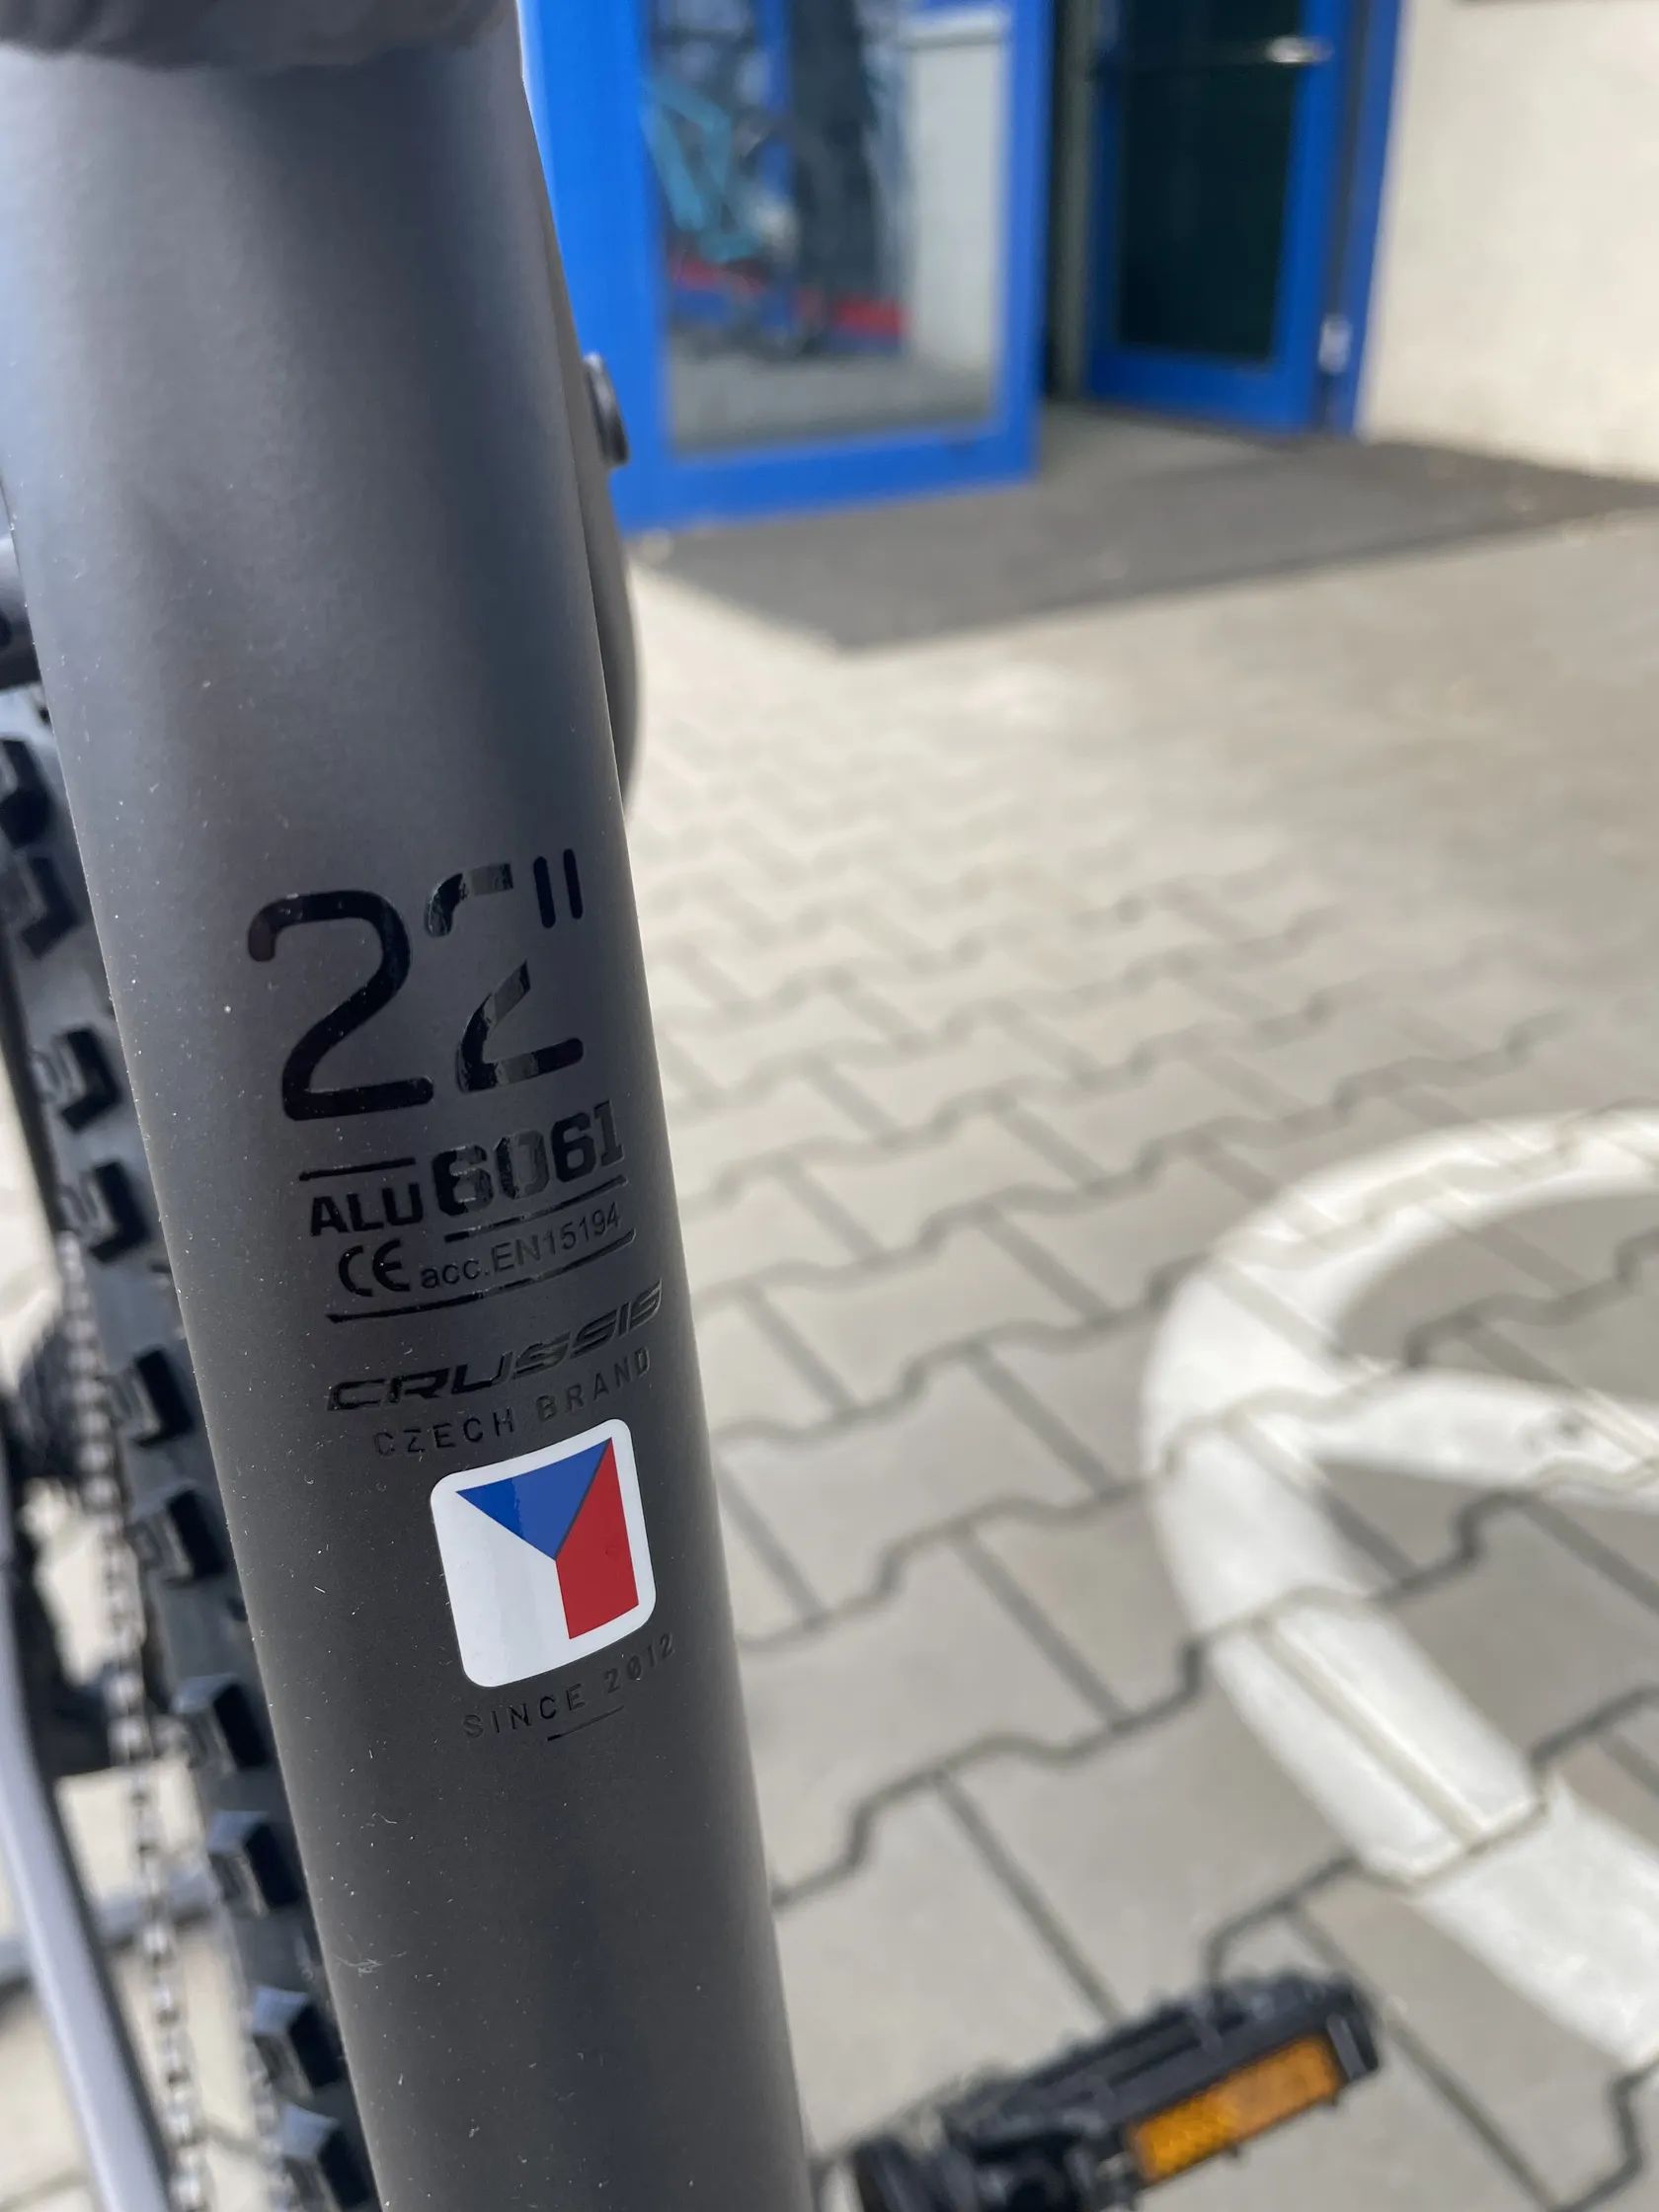 22"
ALU 6061
CE acc.EN15194
CRUSSIS
CZECH BRAND
SINCE 2012